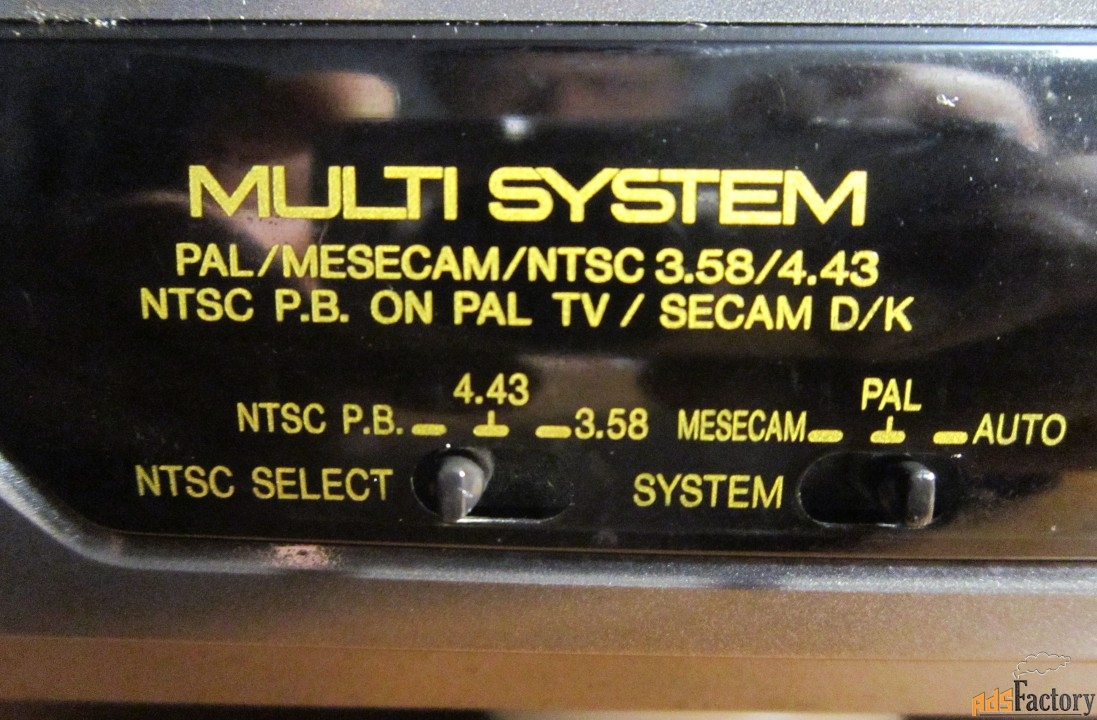 MULTI SYSTEM
PAL/MESECAM/NTSC 3.58/4.43
NTSC P.B. ON PAL TV / SECAM D/K
4.43
NTSC P.B. 3.58
NTSC SELECT
PAL
MESECAM AUTO
SYSTEM
AdsFactory